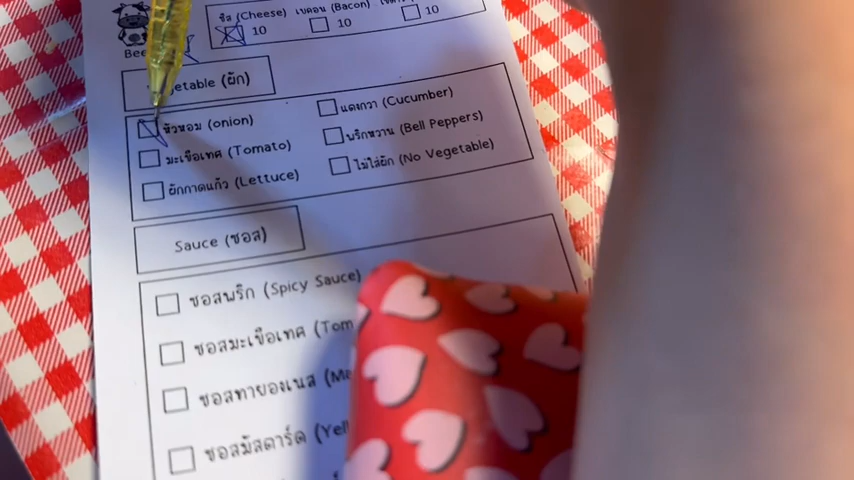 ชีส (Cheese) 10 เบคอน (Bacon) 10 10
Bee
Vegetable (ผัก)
หัวหอม (onion) แตงกวา (Cucumber)
มะเขือเทศ (Tomato) พริกหวาน (Bell Peppers)
ผักกาดแก้ว (Lettuce) ไม่ใส่ผัก (No Vegetable)
Sauce (ซอส)
ซอสพริก (Spicy Sauce)
ซอสมะเขือเทศ (Tom
ซอสมายองเนส (Ma
ซอสมัสตาร์ด (Yell